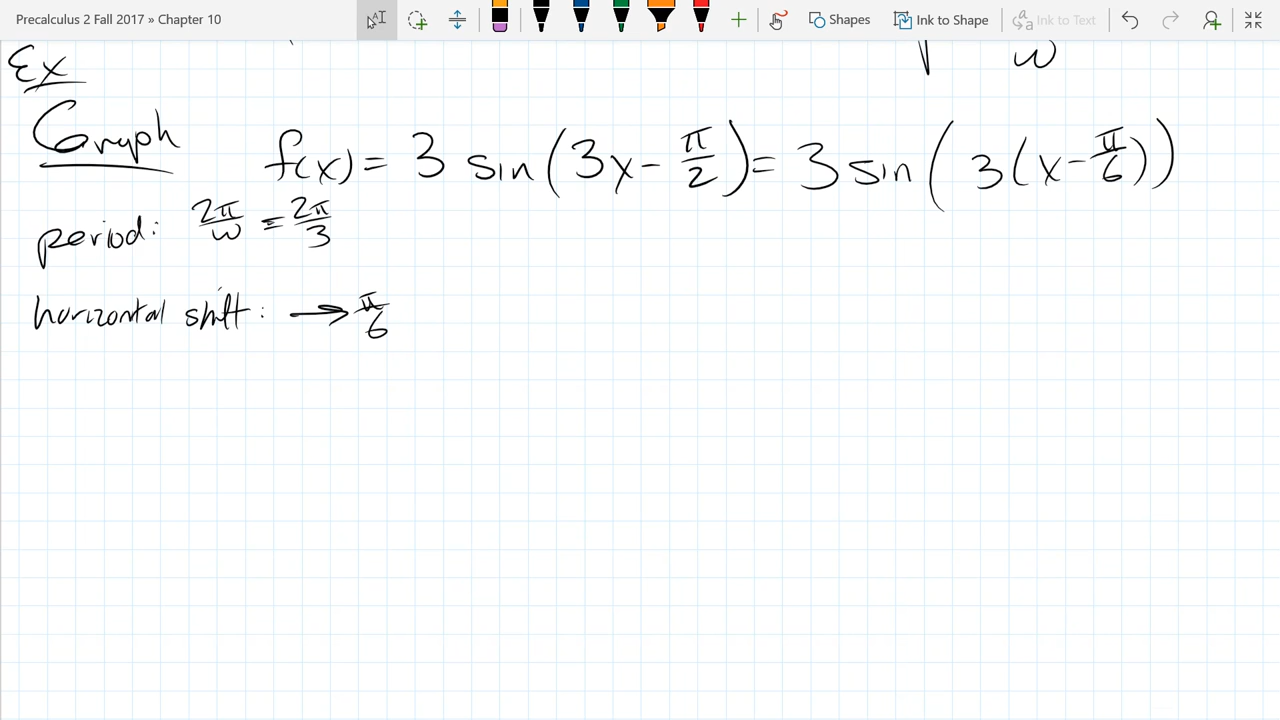 Precalculus 2 Fall 2017 » Chapter 10
Shapes Ink to Shape Ink to Text
Ex
ω
Graph f(x) = 3 sin(3x - π/2) = 3 sin(3(x - π/6))
period: 2π/ω = 2π/3
horizontal shift: → π/6